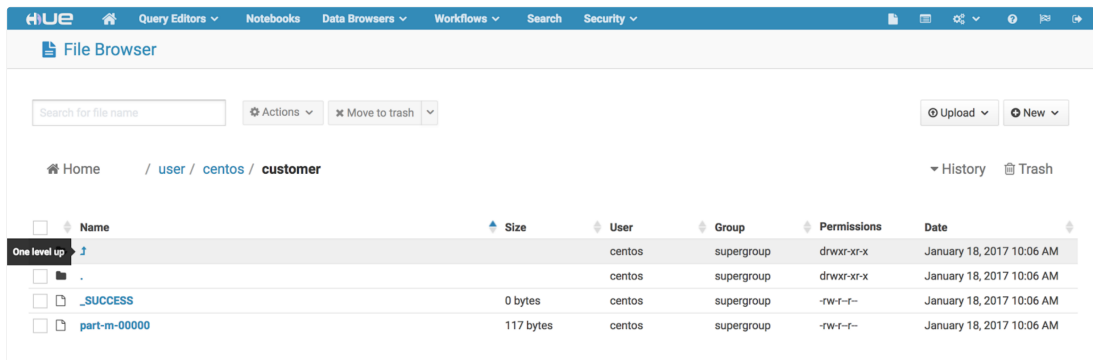 HUE Query Editors Notebooks Data Browsers Workflows Search Security
File Browser
Search for file name Actions Move to trash Upload New
Home / user / centos / customer History Trash
Name Size User Group Permissions Date
One level up centos supergroup drwxr-xr-x January 18, 2017 10:06 AM
. centos supergroup drwxr-xr-x January 18, 2017 10:06 AM
_SUCCESS 0 bytes centos supergroup -rw-r--r-- January 18, 2017 10:06 AM
part-m-00000 117 bytes centos supergroup -rw-r--r-- January 18, 2017 10:06 AM